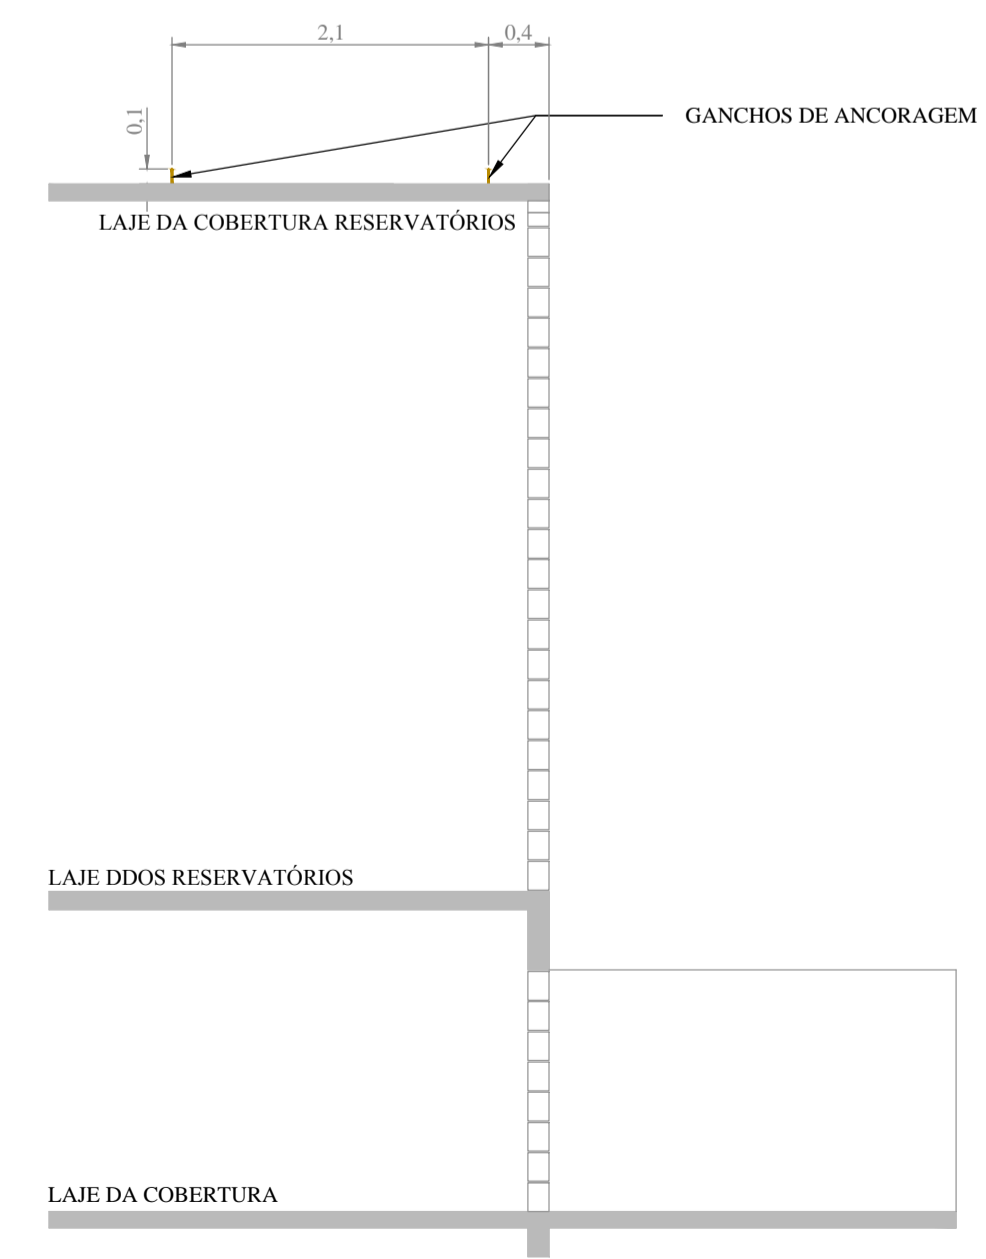 2,1
0,4
0,1
GANCHOS DE ANCORAGEM
LAJE DA COBERTURA RESERVATÓRIOS
LAJE DDOS RESERVATÓRIOS
LAJE DA COBERTURA